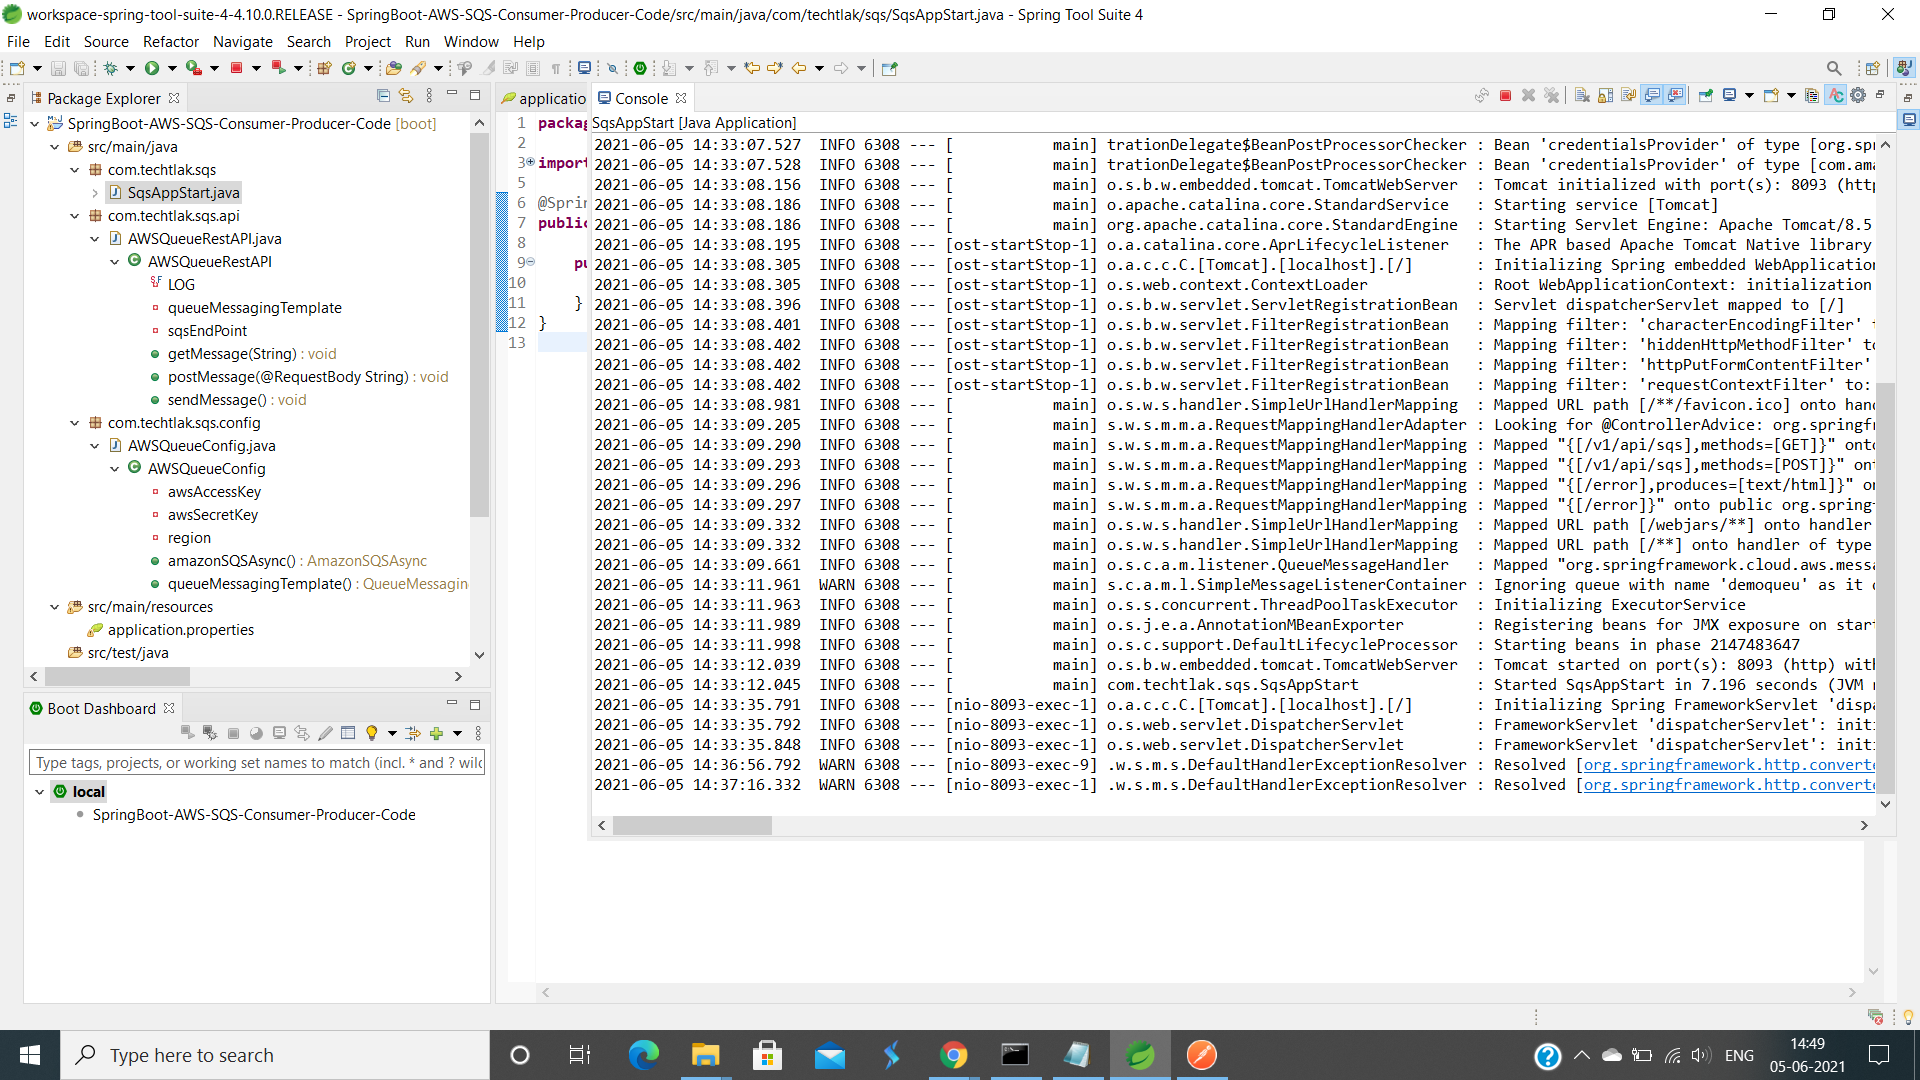 workspace-spring-tool-suite-4-4.10.0.RELEASE - SpringBoot-AWS-SQS-Consumer-Producer-Code/src/main/java/com/techtlak/sqs/SqsAppStart.java - Spring Tool Suite 4
File Edit Source Refactor Navigate Search Project Run Window Help
Package Explorer
SpringBoot-AWS-SQS-Consumer-Producer-Code [boot]
src/main/java
com.techtlak.sqs
SqsAppStart.java
com.techtlak.sqs.api
AWSQueueRestAPI.java
AWSQueueRestAPI
LOG
queueMessagingTemplate
sqsEndPoint
getMessage(String) : void
postMessage(@RequestBody String) : void
sendMessage() : void
com.techtlak.sqs.config
AWSQueueConfig.java
AWSQueueConfig
awsAccessKey
awsSecretKey
region
amazonSQSAsync() : AmazonSQSAsync
queueMessagingTemplate() : QueueMessagin
src/main/resources
application.properties
src/test/java
Boot Dashboard
Type tags, projects, or working set names to match (incl. * and ? wild
local
SpringBoot-AWS-SQS-Consumer-Producer-Code
applicatio
1 packag
2
3 import
5
6 @Sprin
7 public
8
9 pu
10
11 }
12 }
13
Console
SqsAppStart [Java Application]
2021-06-05 14:33:07.527 INFO 6308 --- [ main] trationDelegate$BeanPostProcessorChecker : Bean 'credentialsProvider' of type [org.spr
2021-06-05 14:33:07.528 INFO 6308 --- [ main] trationDelegate$BeanPostProcessorChecker : Bean 'credentialsProvider' of type [com.ama
2021-06-05 14:33:08.156 INFO 6308 --- [ main] o.s.b.w.embedded.tomcat.TomcatWebServer : Tomcat initialized with port(s): 8093 (http
2021-06-05 14:33:08.186 INFO 6308 --- [ main] o.apache.catalina.core.StandardService : Starting service [Tomcat]
2021-06-05 14:33:08.186 INFO 6308 --- [ main] org.apache.catalina.core.StandardEngine : Starting Servlet Engine: Apache Tomcat/8.5
2021-06-05 14:33:08.195 INFO 6308 --- [ost-startStop-1] o.a.catalina.core.AprLifecycleListener : The APR based Apache Tomcat Native library
2021-06-05 14:33:08.305 INFO 6308 --- [ost-startStop-1] o.a.c.c.C.[Tomcat].[localhost].[/] : Initializing Spring embedded WebApplication
2021-06-05 14:33:08.305 INFO 6308 --- [ost-startStop-1] o.s.web.context.ContextLoader : Root WebApplicationContext: initialization
2021-06-05 14:33:08.396 INFO 6308 --- [ost-startStop-1] o.s.b.w.servlet.ServletRegistrationBean : Servlet dispatcherServlet mapped to [/]
2021-06-05 14:33:08.401 INFO 6308 --- [ost-startStop-1] o.s.b.w.servlet.FilterRegistrationBean : Mapping filter: 'characterEncodingFilter' t
2021-06-05 14:33:08.402 INFO 6308 --- [ost-startStop-1] o.s.b.w.servlet.FilterRegistrationBean : Mapping filter: 'hiddenHttpMethodFilter' to
2021-06-05 14:33:08.402 INFO 6308 --- [ost-startStop-1] o.s.b.w.servlet.FilterRegistrationBean : Mapping filter: 'httpPutFormContentFilter'
2021-06-05 14:33:08.402 INFO 6308 --- [ost-startStop-1] o.s.b.w.servlet.FilterRegistrationBean : Mapping filter: 'requestContextFilter' to:
2021-06-05 14:33:08.981 INFO 6308 --- [ main] o.s.w.s.handler.SimpleUrlHandlerMapping : Mapped URL path [/**/favicon.ico] onto hand
2021-06-05 14:33:09.205 INFO 6308 --- [ main] s.w.s.m.m.a.RequestMappingHandlerAdapter : Looking for @ControllerAdvice: org.springfr
2021-06-05 14:33:09.290 INFO 6308 --- [ main] s.w.s.m.m.a.RequestMappingHandlerMapping : Mapped "{[/v1/api/sqs],methods=[GET]}" onto
2021-06-05 14:33:09.293 INFO 6308 --- [ main] s.w.s.m.m.a.RequestMappingHandlerMapping : Mapped "{[/v1/api/sqs],methods=[POST]}" ont
2021-06-05 14:33:09.296 INFO 6308 --- [ main] s.w.s.m.m.a.RequestMappingHandlerMapping : Mapped "{[/error],produces=[text/html]}" on
2021-06-05 14:33:09.297 INFO 6308 --- [ main] s.w.s.m.m.a.RequestMappingHandlerMapping : Mapped "{[/error]}" onto public org.spring
2021-06-05 14:33:09.332 INFO 6308 --- [ main] o.s.w.s.handler.SimpleUrlHandlerMapping : Mapped URL path [/webjars/**] onto handler
2021-06-05 14:33:09.332 INFO 6308 --- [ main] o.s.w.s.handler.SimpleUrlHandlerMapping : Mapped URL path [/**] onto handler of type
2021-06-05 14:33:09.661 INFO 6308 --- [ main] o.s.c.a.m.listener.QueueMessageHandler : Mapped "org.springframework.cloud.aws.messa
2021-06-05 14:33:11.961 WARN 6308 --- [ main] s.c.a.m.l.SimpleMessageListenerContainer : Ignoring queue with name 'demoqueu' as it d
2021-06-05 14:33:11.963 INFO 6308 --- [ main] o.s.s.concurrent.ThreadPoolTaskExecutor : Initializing ExecutorService
2021-06-05 14:33:11.989 INFO 6308 --- [ main] o.s.j.e.a.AnnotationMBeanExporter : Registering beans for JMX exposure on start
2021-06-05 14:33:11.998 INFO 6308 --- [ main] o.s.c.support.DefaultLifecycleProcessor : Starting beans in phase 2147483647
2021-06-05 14:33:12.039 INFO 6308 --- [ main] o.s.b.w.embedded.tomcat.TomcatWebServer : Tomcat started on port(s): 8093 (http) with
2021-06-05 14:33:12.045 INFO 6308 --- [ main] com.techtlak.sqs.SqsAppStart : Started SqsAppStart in 7.196 seconds (JVM r
2021-06-05 14:33:35.791 INFO 6308 --- [nio-8093-exec-1] o.a.c.c.C.[Tomcat].[localhost].[/] : Initializing Spring FrameworkServlet 'dispa
2021-06-05 14:33:35.792 INFO 6308 --- [nio-8093-exec-1] o.s.web.servlet.DispatcherServlet : FrameworkServlet 'dispatcherServlet': initi
2021-06-05 14:33:35.848 INFO 6308 --- [nio-8093-exec-1] o.s.web.servlet.DispatcherServlet : FrameworkServlet 'dispatcherServlet': initi
2021-06-05 14:36:56.792 WARN 6308 --- [nio-8093-exec-9] .w.s.m.s.DefaultHandlerExceptionResolver : Resolved [org.springframework.http.converte
2021-06-05 14:37:16.332 WARN 6308 --- [nio-8093-exec-1] .w.s.m.s.DefaultHandlerExceptionResolver : Resolved [org.springframework.http.converte
Type here to search
ENG
14:49
05-06-2021